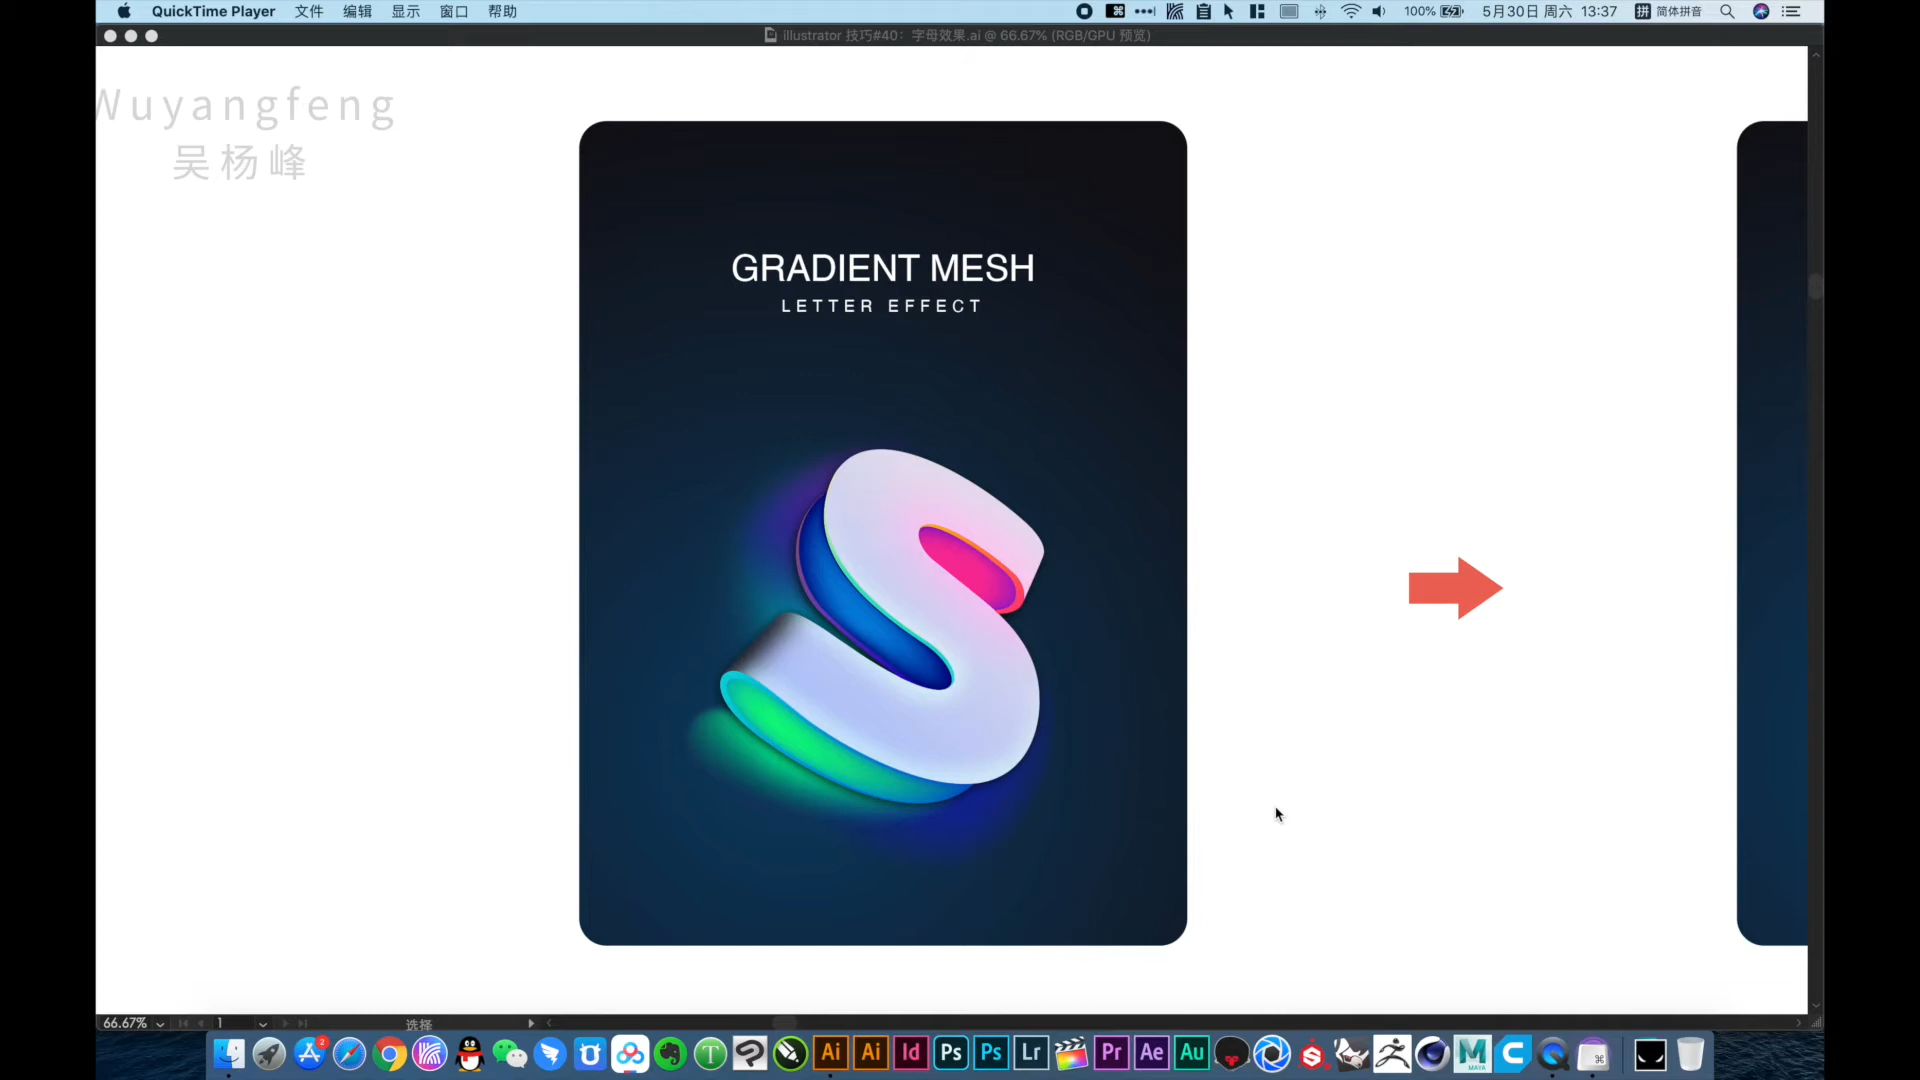 QuickTime Player 文件 编辑 显示 窗口 帮助 100% 5月30日 周六 13:37 拼 简体拼音
illustrator 技巧#40：字母效果.ai @ 66.67% (RGB/GPU 预览)
Wuyangfeng
吴杨峰
GRADIENT MESH
LETTER EFFECT
S
66.67% 1 选择
2 T Ai Ai Id Ps Ps Lr Pr Ae Au S M MAYA C